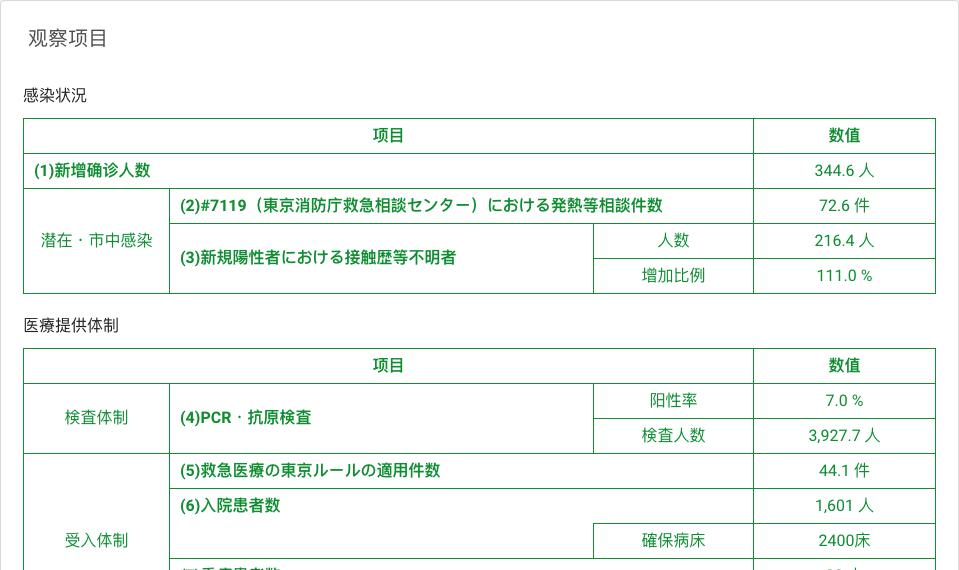 观察项目
感染状況
项目 数值
(1)新增确诊人数 344.6 人
潜在・市中感染 (2)#7119（東京消防庁救急相談センター）における発熱等相談件数 72.6 件
(3)新規陽性者における接触歴等不明者 人数 216.4 人
增加比例 111.0 %
医療提供体制
项目 数值
検査体制 (4)PCR・抗原検査 阳性率 7.0 %
検査人数 3,927.7 人
受入体制 (5)救急医療の東京ルールの適用件数 44.1 件
(6)入院患者数 1,601 人
確保病床 2400床